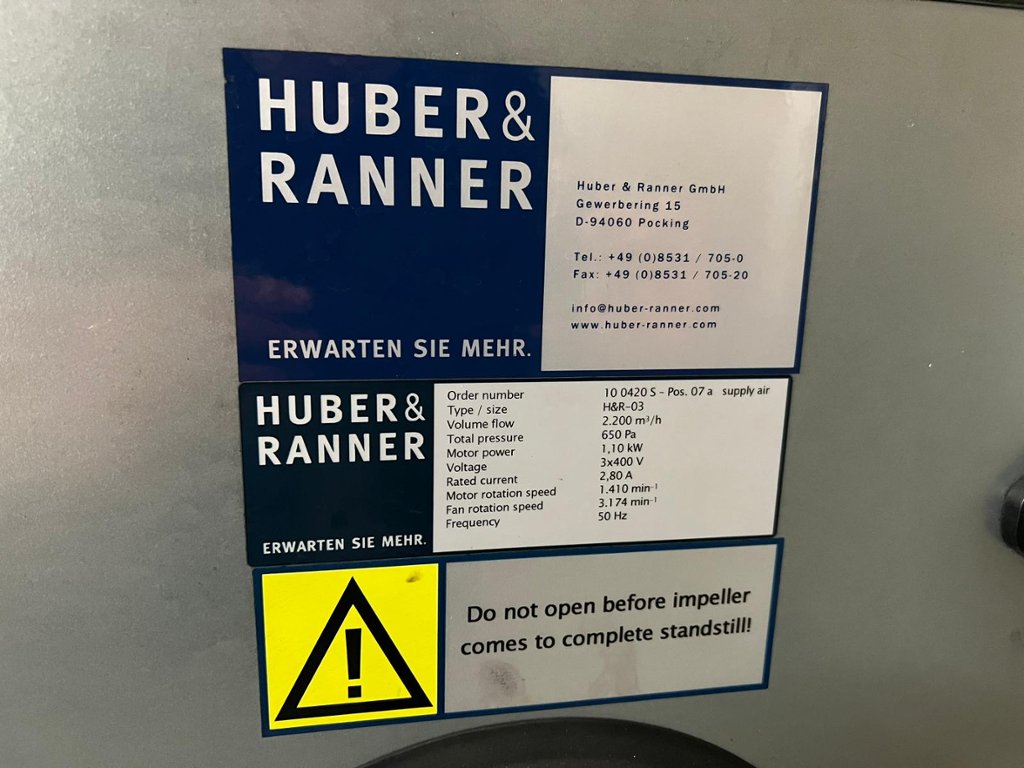 HUBER &
RANNER
ERWARTEN SIE MEHR.
Huber & Ranner GmbH
Gewerbering 15
D-94060 Pocking
Tel.: +49 (0)8531 / 705-0
Fax: +49 (0)8531 / 705-20
info@huber-ranner.com
www.huber-ranner.com
HUBER &
RANNER
ERWARTEN SIE MEHR.
Order number 10 0420 S – Pos. 07 a supply air
Type / size H&R-03
Volume flow 2.200 m³/h
Total pressure 650 Pa
Motor power 1,10 kW
Voltage 3x400 V
Rated current 2,80 A
Motor rotation speed 1.410 min⁻¹
Fan rotation speed 3.174 min⁻¹
Frequency 50 Hz
!
Do not open before impeller
comes to complete standstill!